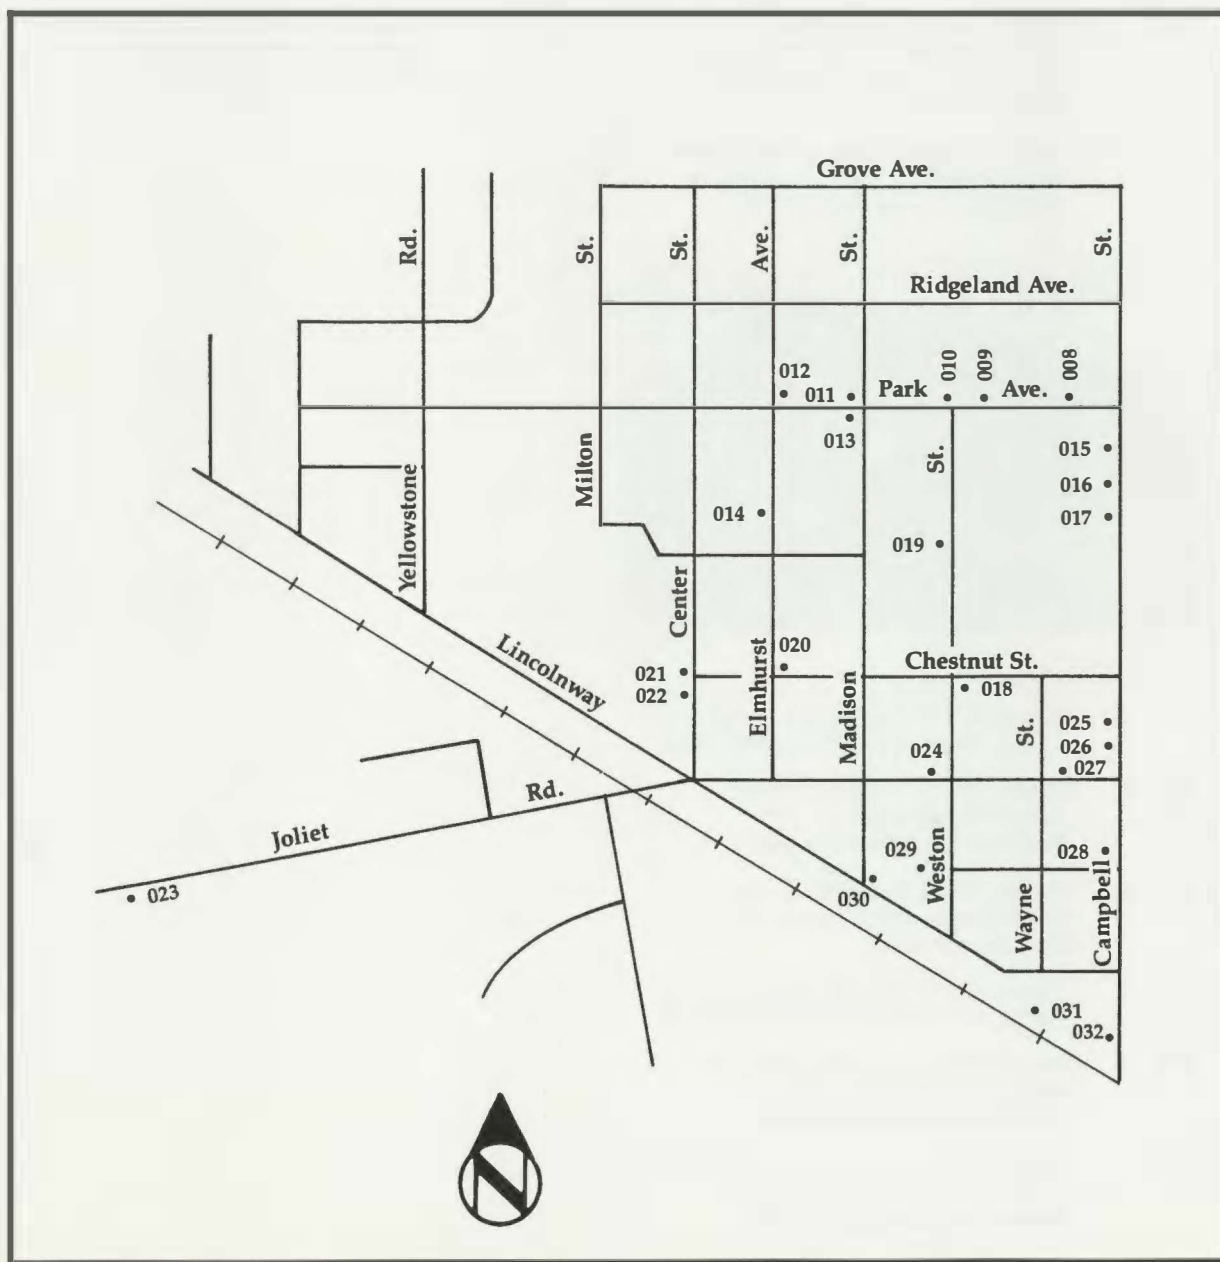 Grove Ave.
Rd.
St.
St.
Ave.
St.
St.
Ridgeland Ave.
012
011
Park
010
009
Ave.
008
013
015
016
017
Milton
St.
Yellowstone
014
019
Center
Lincolnway
020
Chestnut St.
021
022
018
Elmhurst
Madison
St.
025
026
027
024
Rd.
Joliet
023
029
Weston
028
030
Wayne
Campbell
031
032
N